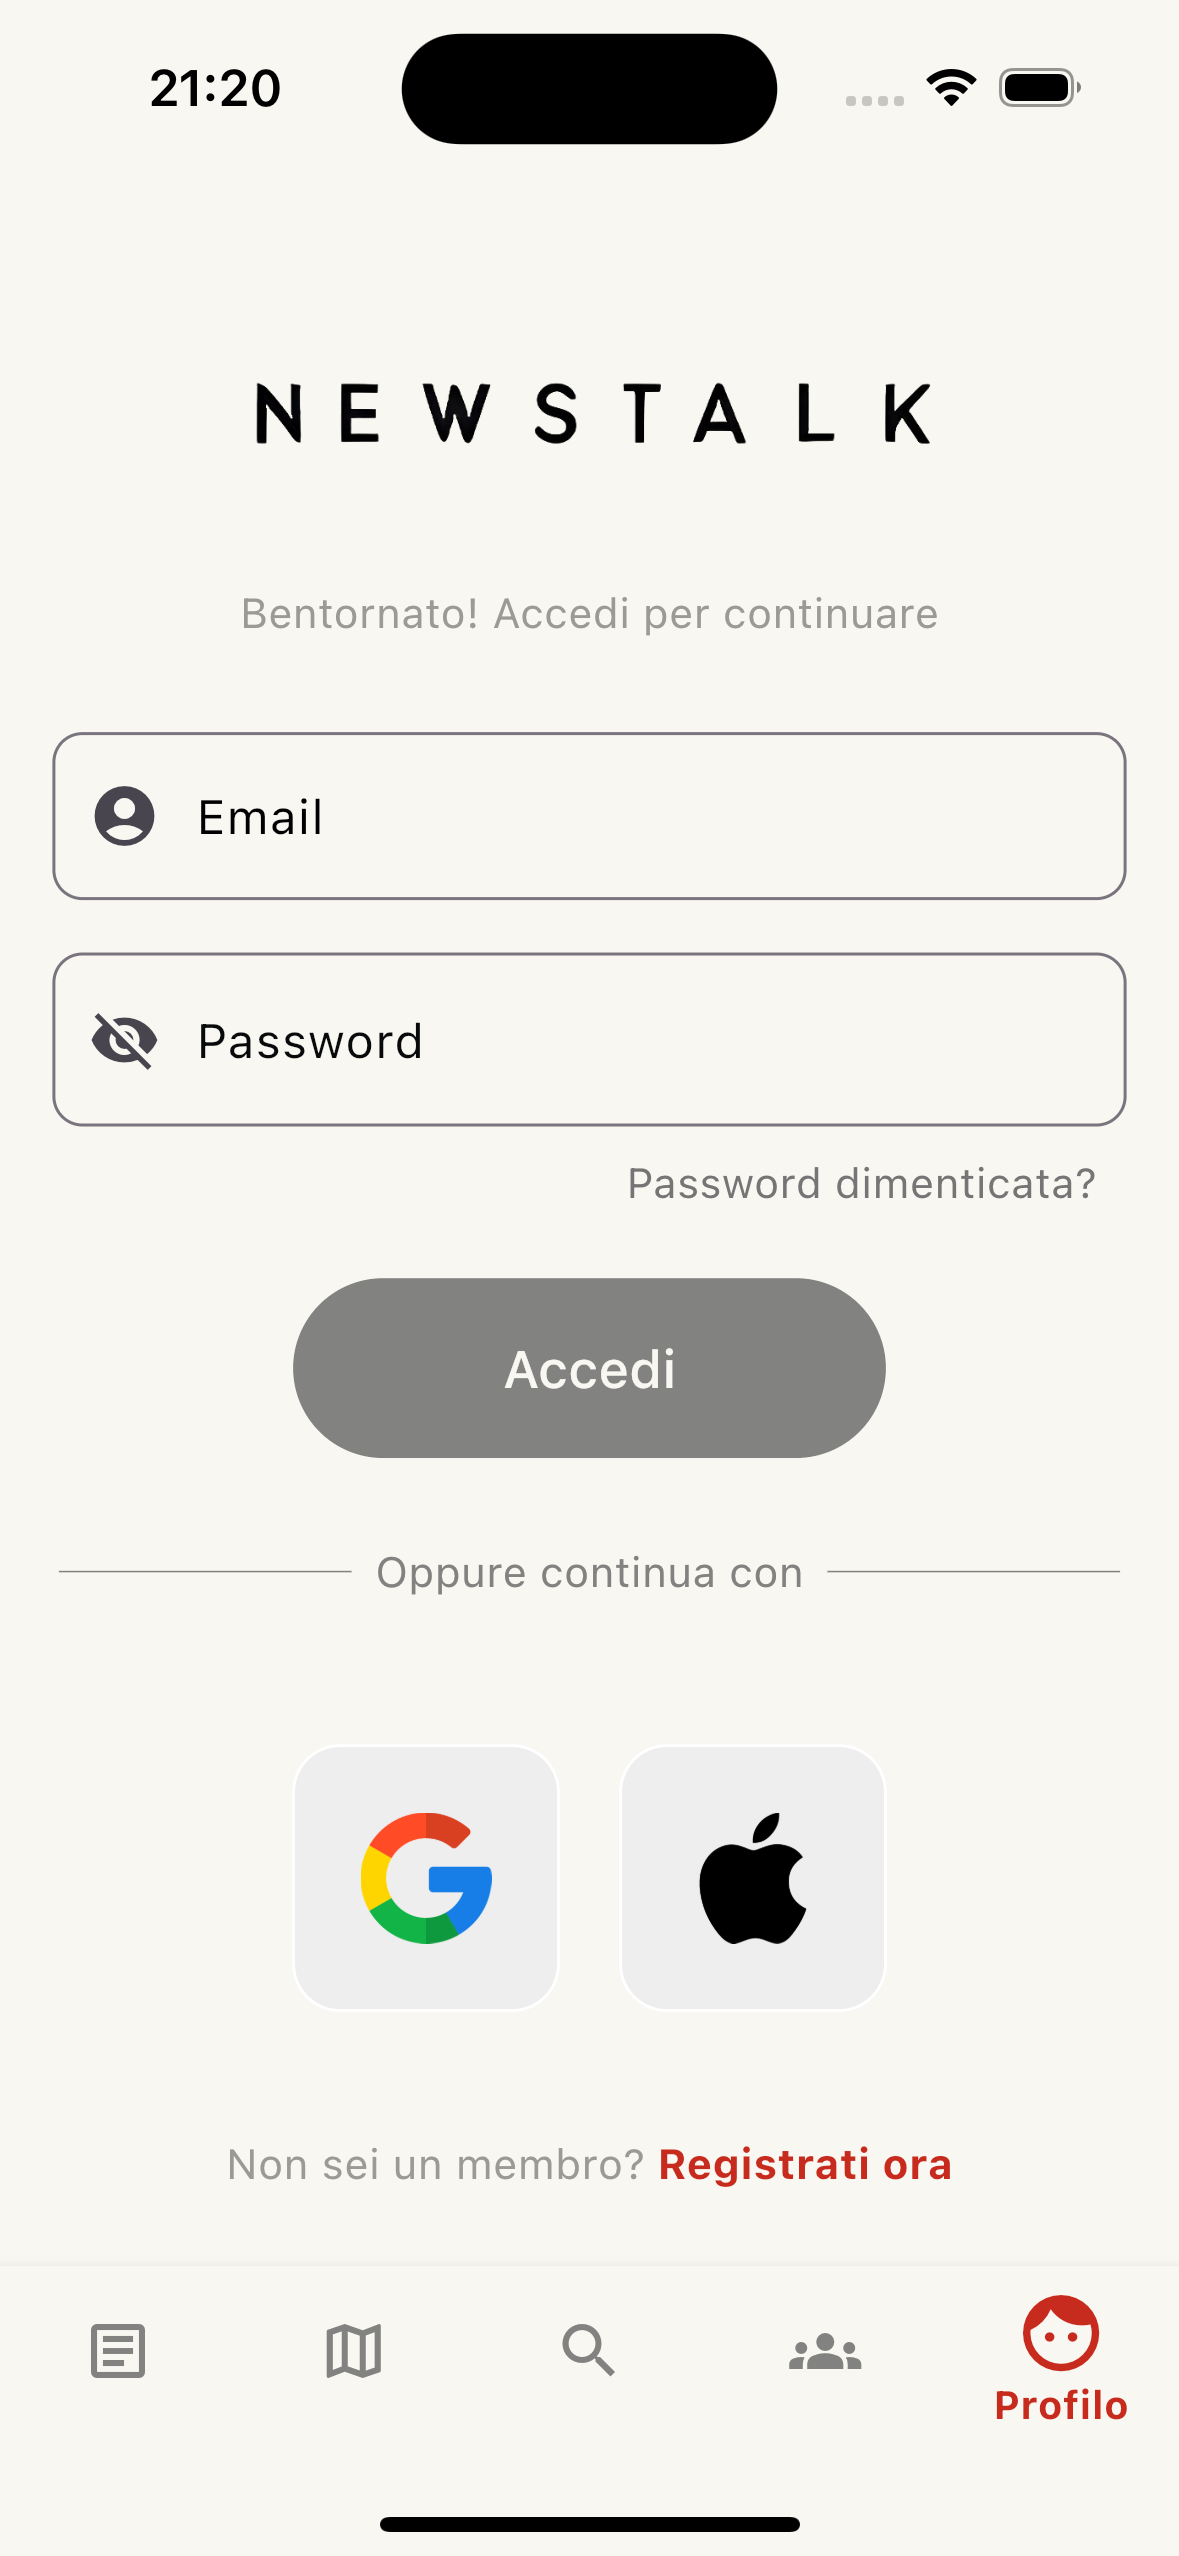 21:20
NEWSTALK
Bentornato! Accedi per continuare
Email
Password
Password dimenticata?
Accedi
Oppure continua con
Non sei un membro? Registrati ora
Profilo